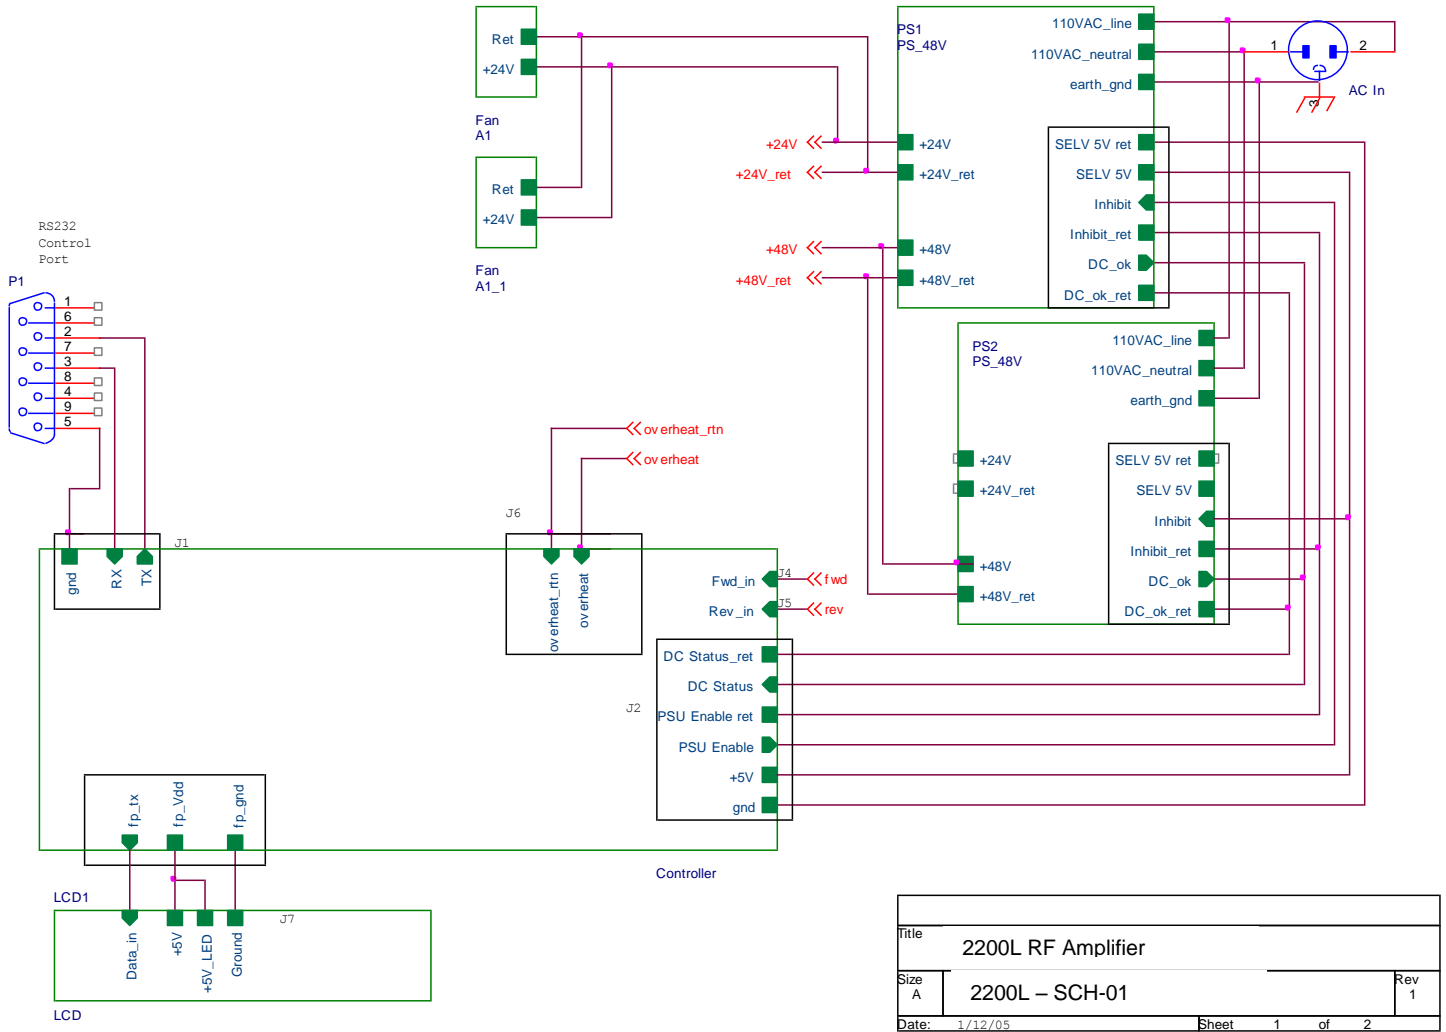 Ret
+24V
Fan
A1
Ret
+24V
Fan
A1_1
PS1
PS_48V
110VAC_line
110VAC_neutral
earth_gnd
1
2
3
AC In
+24V
+24V_ret
+24V
+24V_ret
+48V
+48V_ret
+48V
+48V_ret
SELV 5V ret
SELV 5V
Inhibit
Inhibit_ret
DC_ok
DC_ok_ret
RS232
Control
Port
P1
1
6
2
7
3
8
4
9
5
PS2
PS_48V
110VAC_line
110VAC_neutral
earth_gnd
+24V
+24V_ret
+48V
+48V_ret
SELV 5V ret
SELV 5V
Inhibit
Inhibit_ret
DC_ok
DC_ok_ret
overheat_rtn
overheat
J6
overheat_rtn
overheat
J1
gnd
RX
TX
Fwd_in
J4
fwd
Rev_in
J5
rev
DC Status_ret
DC Status
J2
PSU Enable ret
PSU Enable
+5V
gnd
fp_tx
fp_Vdd
fp_gnd
Controller
LCD1
J7
Data_in
+5V
+5V_LED
Ground
LCD
Title
2200L RF Amplifier
Size
A
2200L – SCH-01
Rev
1
Date: 1/12/05
Sheet 1 of 2